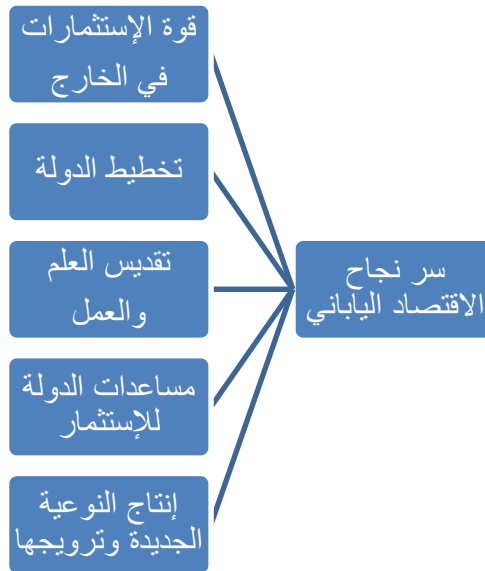 سر نجاح
الاقتصاد الياباني
قوة الإستثمارات
في الخارج
تخطيط الدولة
تقديس العلم
والعمل
مساعدات الدولة
للإستثمار
إنتاج النوعية
الجديدة وترويجها